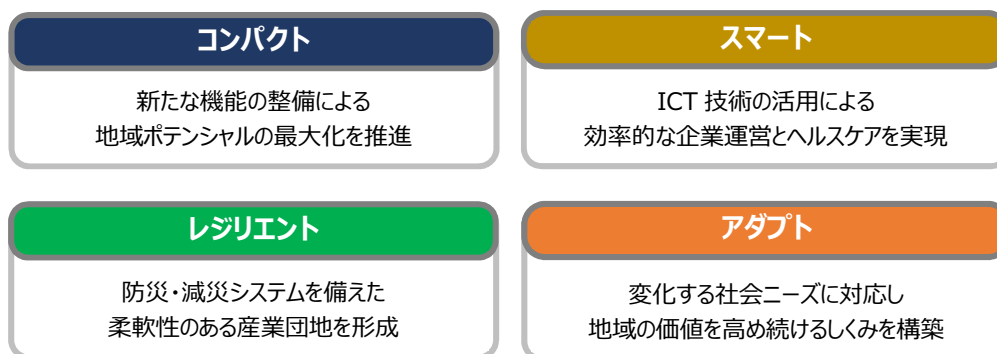 コンパクト
新たな機能の整備による
地域ポテンシャルの最大化を推進
スマート
ICT 技術の活用による
効率的な企業運営とヘルスケアを実現
レジリエント
防災・減災システムを備えた
柔軟性のある産業団地を形成
アダプト
変化する社会ニーズに対応し
地域の価値を高め続けるしくみを構築